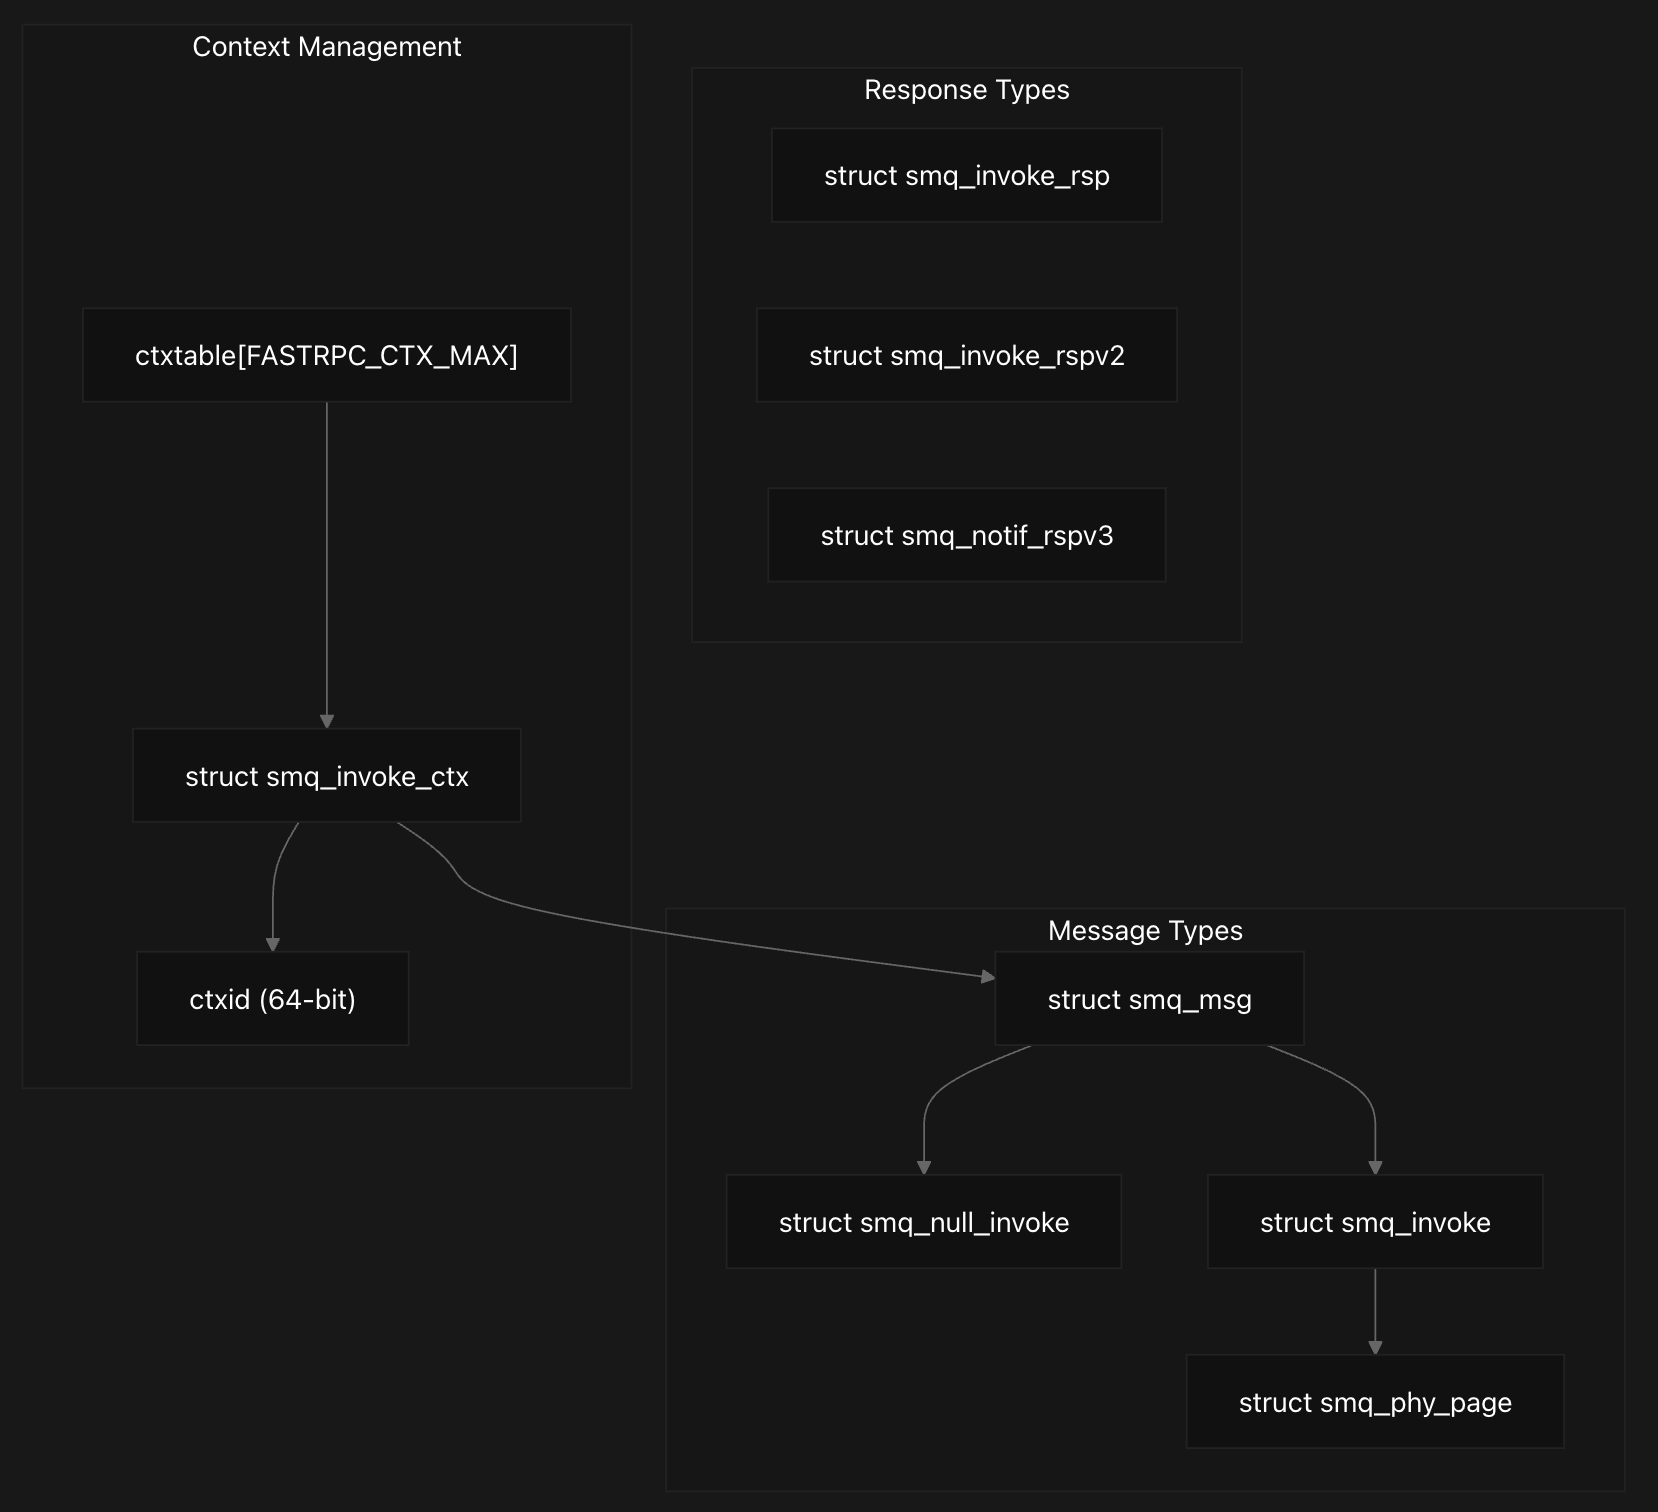 Context Management
ctxtable[FASTRPC_CTX_MAX]
struct smq_invoke_ctx
ctxid (64-bit)
Response Types
struct smq_invoke_rsp
struct smq_invoke_rspv2
struct smq_notif_rspv3
Message Types
struct smq_msg
struct smq_null_invoke
struct smq_invoke
struct smq_phy_page